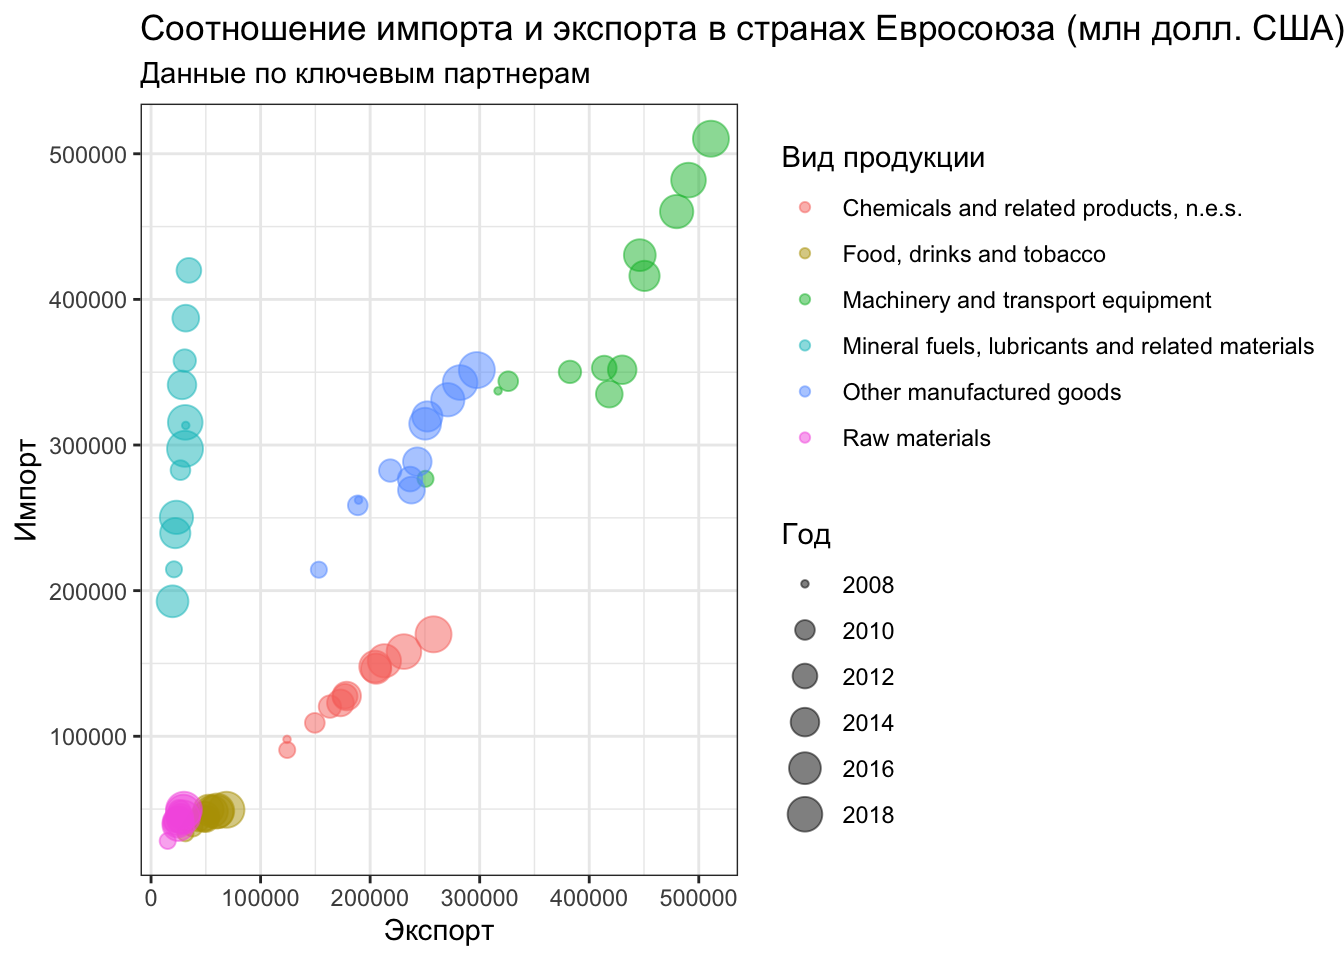 Соотношение импорта и экспорта в странах Евросоюза (млн долл. США)
Данные по ключевым партнерам
500000
400000
300000
200000
100000
Импорт
0 100000 200000 300000 400000 500000
Экспорт
Вид продукции
Chemicals and related products, n.e.s.
Food, drinks and tobacco
Machinery and transport equipment
Mineral fuels, lubricants and related materials
Other manufactured goods
Raw materials
Год
2008
2010
2012
2014
2016
2018